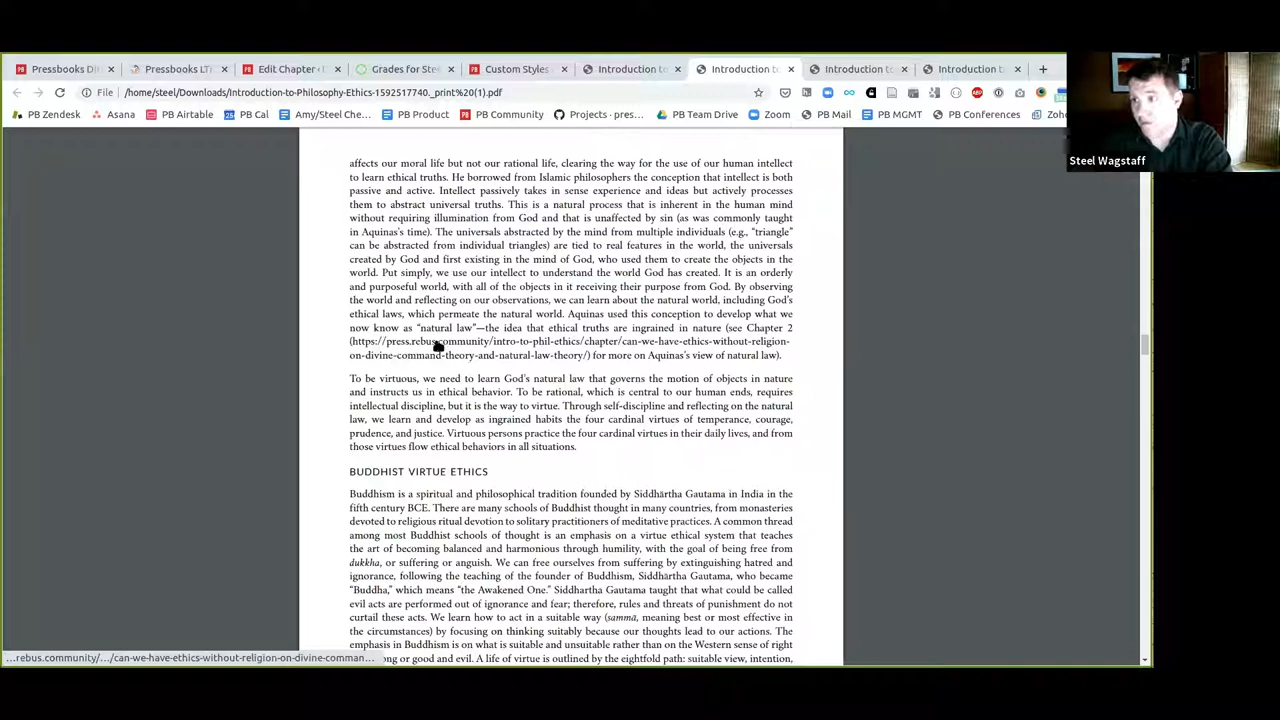 Pressbooks Di
Pressbooks LTI
Edit Chapter ‹
Grades for Ste
Custom Styles
Introduction to
Introduction to
Introduction to
Introduction to
File
/home/steel/Downloads/Introduction-to-Philosophy-Ethics-1592517740._print%20(1).pdf
PB Zendesk
Asana
PB Airtable
PB Cal
Amy/Steel Che...
PB Product
PB Community
Projects · pres...
PB Team Drive
Zoom
PB Mail
PB MGMT
PB Conferences
Zoho
Steel Wagstaff
affects our moral life but not our rational life, clearing the way for the use of our human intellect
to learn ethical truths. He borrowed from Islamic philosophers the conception that intellect is both
passive and active. Intellect passively takes in sense experience and ideas but actively processes
them to abstract universal truths. This is a natural process that is inherent in the human mind
without requiring illumination from God and that is unaffected by sin (as was commonly taught
in Aquinas's time). The universals abstracted by the mind from multiple individuals (e.g., “triangle”
can be abstracted from individual triangles) are tied to real features in the world, the universals
created by God and first existing in the mind of God, who used them to create the objects in the
world. Put simply, we use our intellect to understand the world God has created. It is an orderly
and purposeful world, with all of the objects in it receiving their purpose from God. By observing
the world and reflecting on our observations, we can learn about the natural world, including God's
ethical laws, which permeate the natural world. Aquinas used this conception to develop what we
now know as “natural law”—the idea that ethical truths are ingrained in nature (see Chapter 2
(https://press.rebus.community/intro-to-phil-ethics/chapter/can-we-have-ethics-without-religion-
on-divine-command-theory-and-natural-law-theory/) for more on Aquinas's view of natural law).
To be virtuous, we need to learn God's natural law that governs the motion of objects in nature
and instructs us in ethical behavior. To be rational, which is central to our human ends, requires
intellectual discipline, but it is the way to virtue. Through self-discipline and reflecting on the natural
law, we learn and develop as ingrained habits the four cardinal virtues of temperance, courage,
prudence, and justice. Virtuous persons practice the four cardinal virtues in their daily lives, and from
those virtues flow ethical behaviors in all situations.
BUDDHIST VIRTUE ETHICS
Buddhism is a spiritual and philosophical tradition founded by Siddhārtha Gautama in India in the
fifth century BCE. There are many schools of Buddhist thought in many countries, from monasteries
devoted to religious ritual devotion to solitary practitioners of meditative practices. A common thread
among most Buddhist schools of thought is an emphasis on a virtue ethical system that teaches
the art of becoming balanced and harmonious through humility, with the goal of being free from
dukkha, or suffering or anguish. We can free ourselves from suffering by extinguishing hatred and
ignorance, following the teaching of the founder of Buddhism, Siddhārtha Gautama, who became
“Buddha,” which means “the Awakened One.” Siddhartha Gautama taught that what could be called
evil acts are performed out of ignorance and fear; therefore, rules and threats of punishment do not
curtail these acts. We learn how to act in a suitable way (sammā, meaning best or most effective in
the circumstances) by focusing on thinking suitably because our thoughts lead to our actions. The
emphasis in Buddhism is on what is suitable and unsuitable rather than on the Western sense of right
ong or good and evil. A life of virtue is outlined by the eightfold path: suitable view, intention,
...rebus.community/.../can-we-have-ethics-without-religion-on-divine-comman...